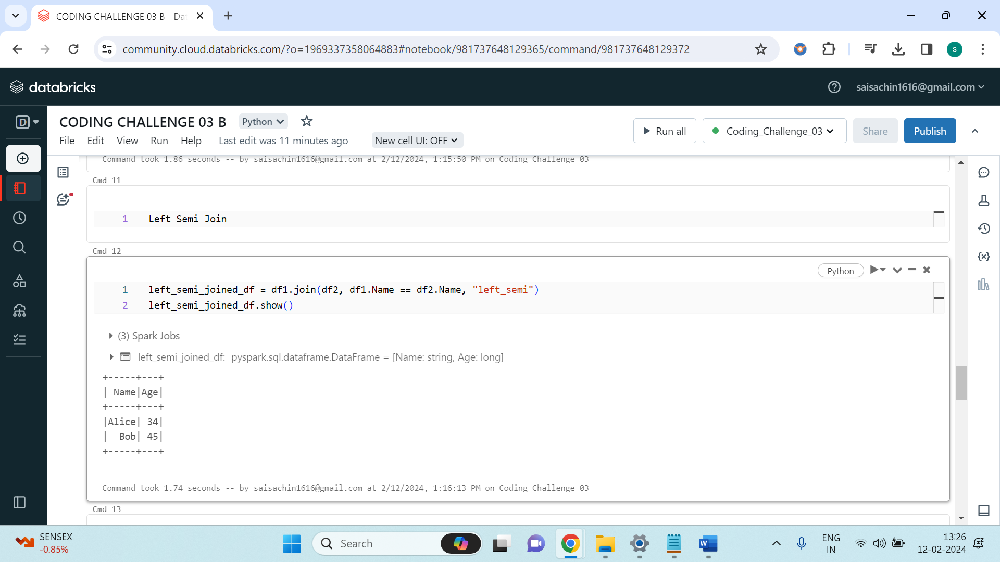 CODING CHALLENGE 03 B - Da
community.cloud.databricks.com/?o=1969337358064883#notebook/981737648129365/command/981737648129372
s
databricks
saisachin1616@gmail.com
D
CODING CHALLENGE 03 B
Python
File
Edit
View
Run
Help
Last edit was 11 minutes ago
New cell UI: OFF
Run all
Coding_Challenge_03
Share
Publish
Command took 1.86 seconds -- by saisachin1616@gmail.com at 2/12/2024, 1:15:50 PM on Coding_Challenge_03
Cmd 11
1 Left Semi Join
Cmd 12
Python
1 left_semi_joined_df = df1.join(df2, df1.Name == df2.Name, "left_semi")
2 left_semi_joined_df.show()
(3) Spark Jobs
left_semi_joined_df: pyspark.sql.dataframe.DataFrame = [Name: string, Age: long]
+-----+---+
| Name|Age|
+-----+---+
|Alice| 34|
|  Bob| 45|
+-----+---+
Command took 1.74 seconds -- by saisachin1616@gmail.com at 2/12/2024, 1:16:13 PM on Coding_Challenge_03
Cmd 13
SENSEX
-0.85%
Search
W
ENG
IN
13:26
12-02-2024